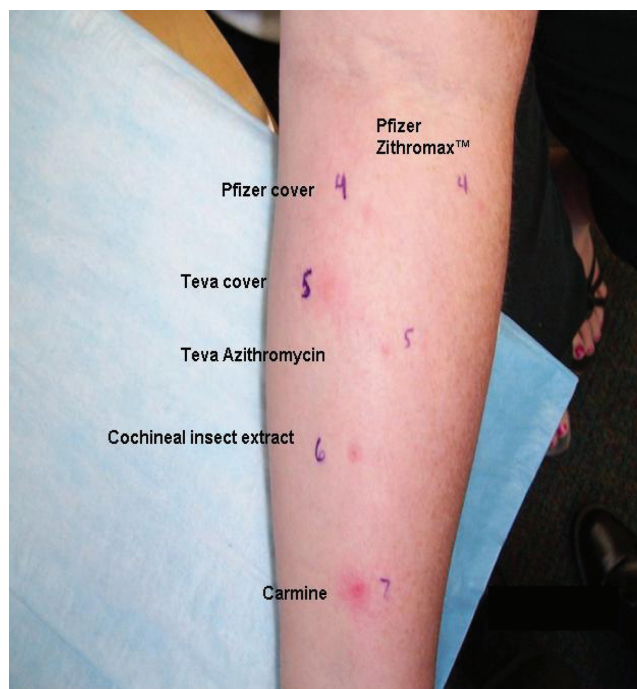 Pfizer
Zithromax™
Pfizer cover
4
4
Teva cover
5
5
Teva Azithromycin
Cochineal insect extract
6
Carmine
7